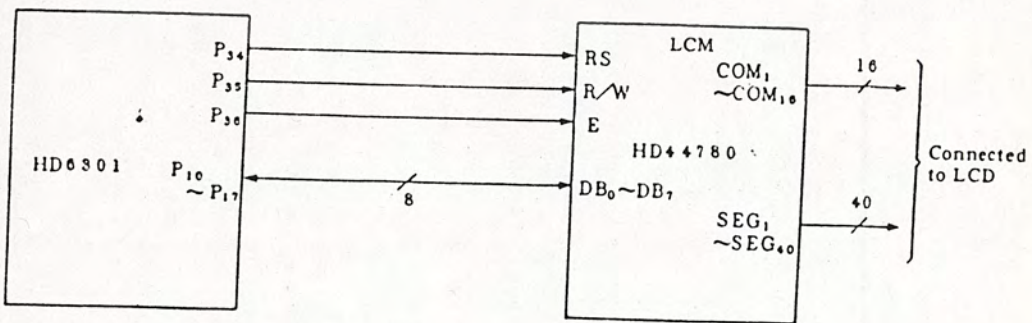 HD6301
P₃₄
P₃₅
P₃₆
P₁₀
~P₁₇
8
LCM
RS
R/W
E
HD44780
DB₀~DB₇
COM₁
~COM₁₆
SEG₁
~SEG₄₀
16
40
Connected
to LCD